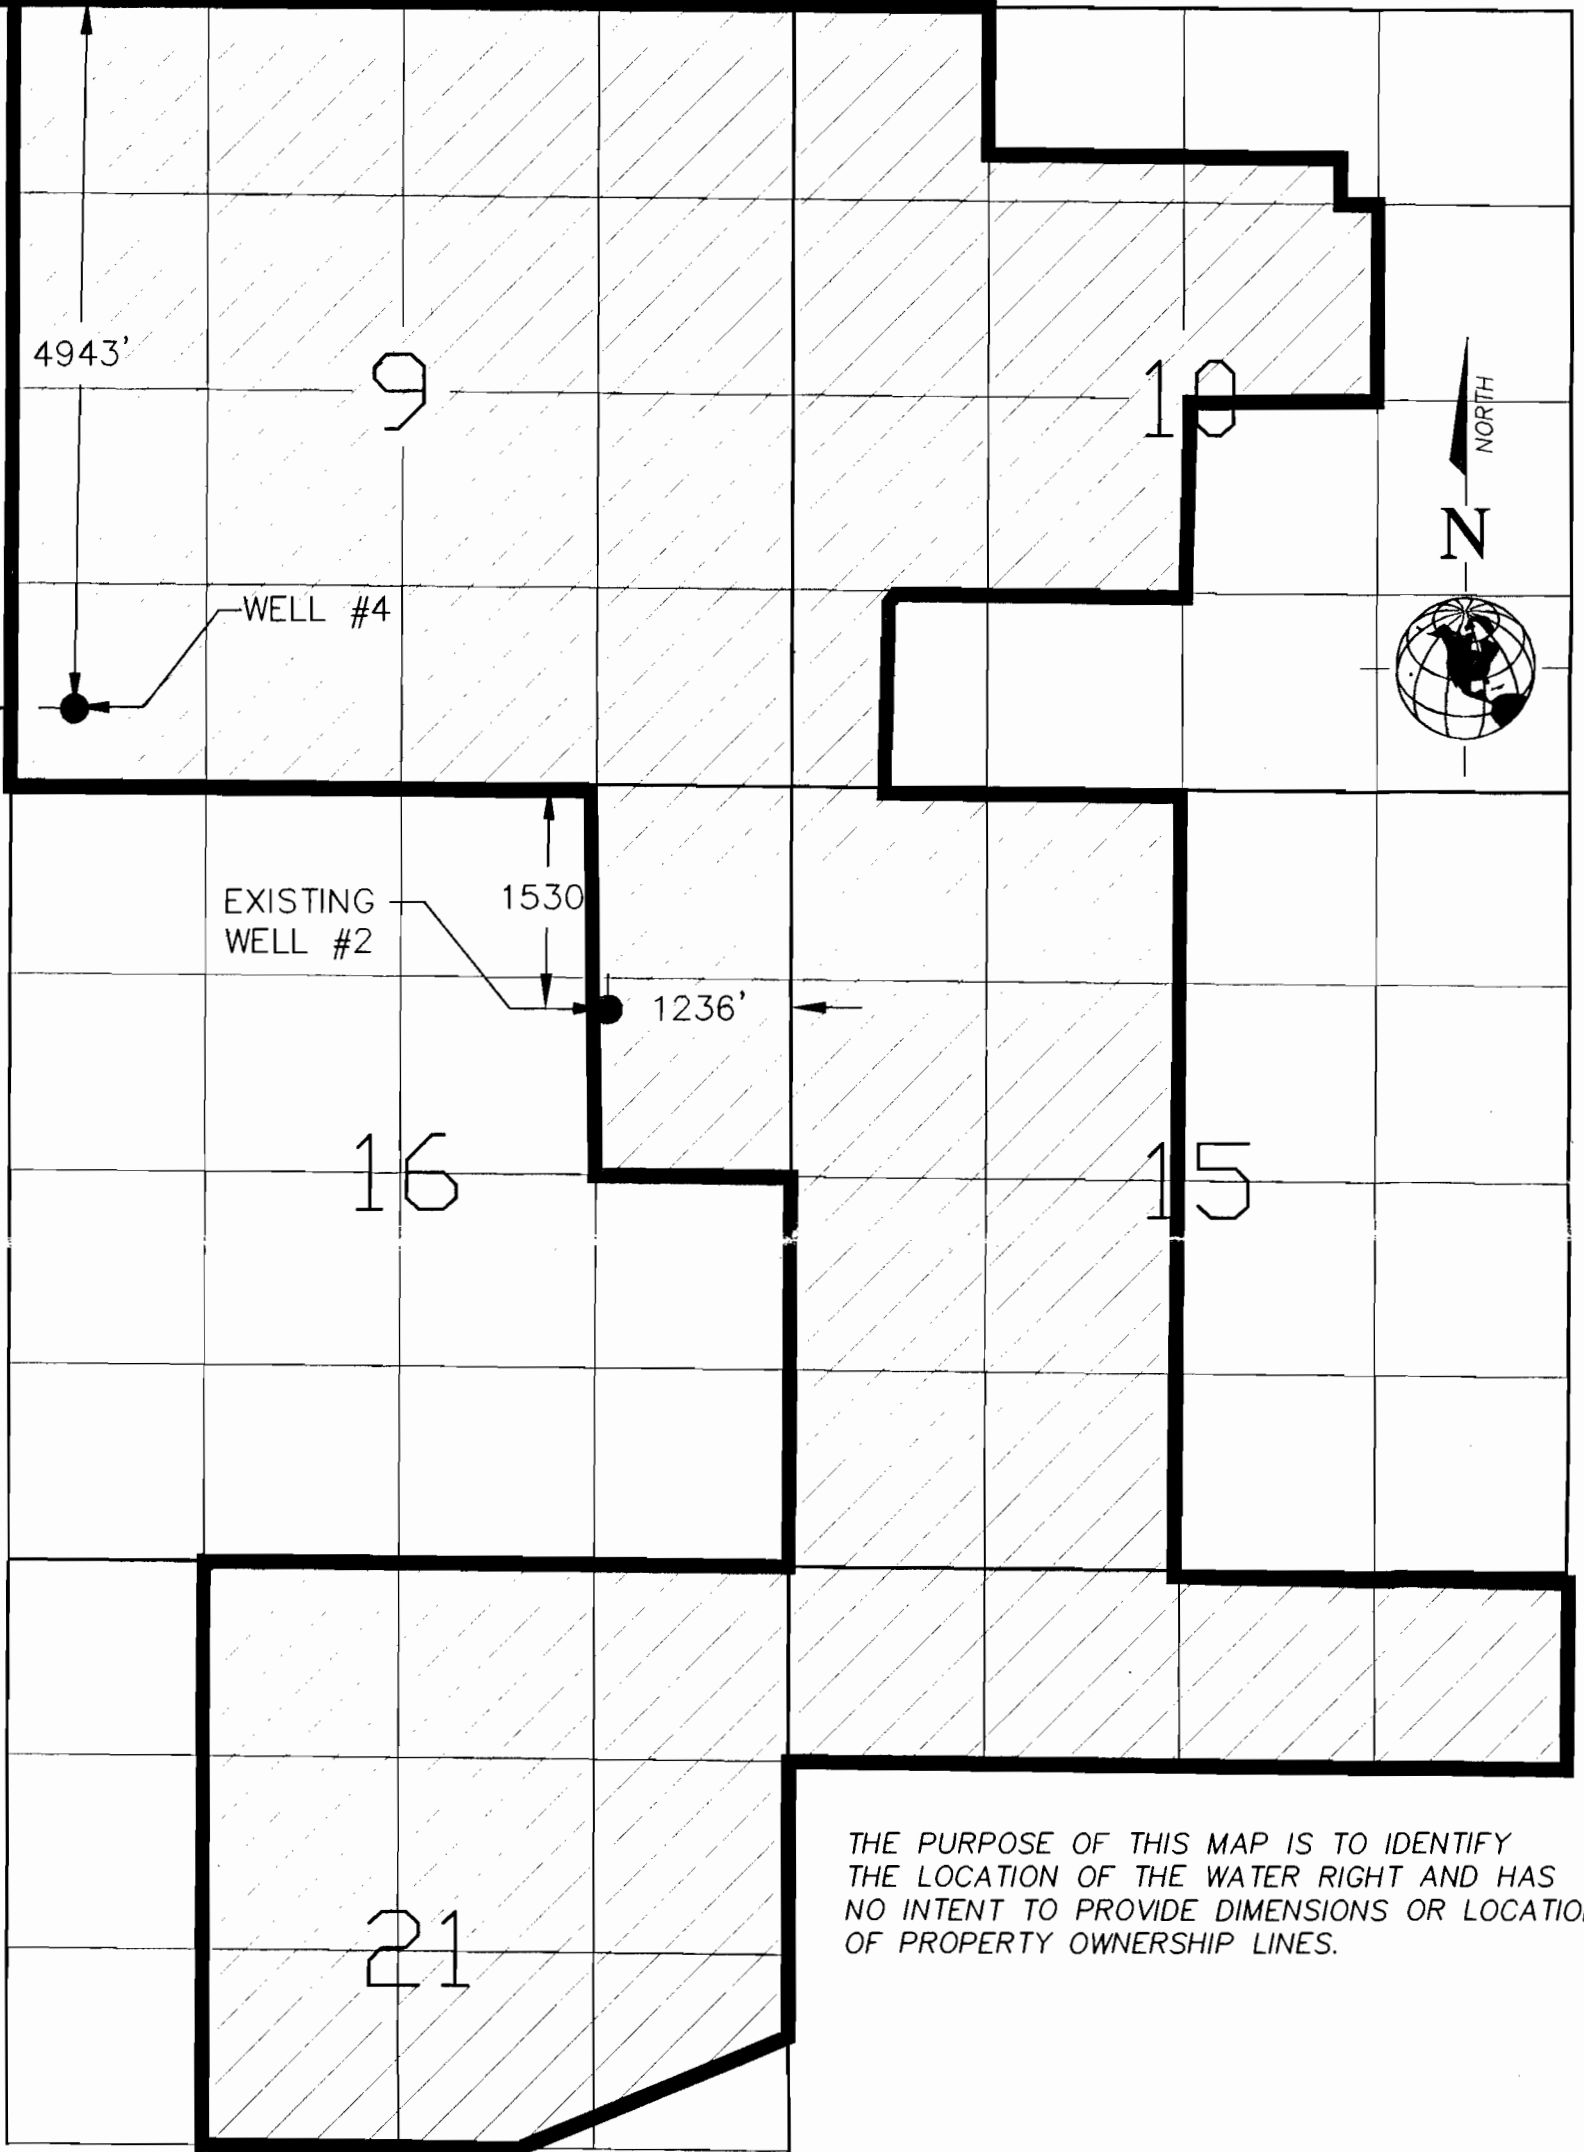 4943'
9
10
NORTH
N
WELL #4
EXISTING
WELL #2
1530
1236'
16
15
THE PURPOSE OF THIS MAP IS TO IDENTIFY
THE LOCATION OF THE WATER RIGHT AND HAS
NO INTENT TO PROVIDE DIMENSIONS OR LOCATION
OF PROPERTY OWNERSHIP LINES.
21